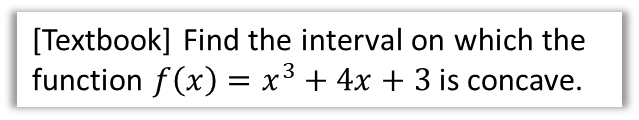 [Textbook] Find the interval on which the
function f(x) = x³ + 4x + 3 is concave.